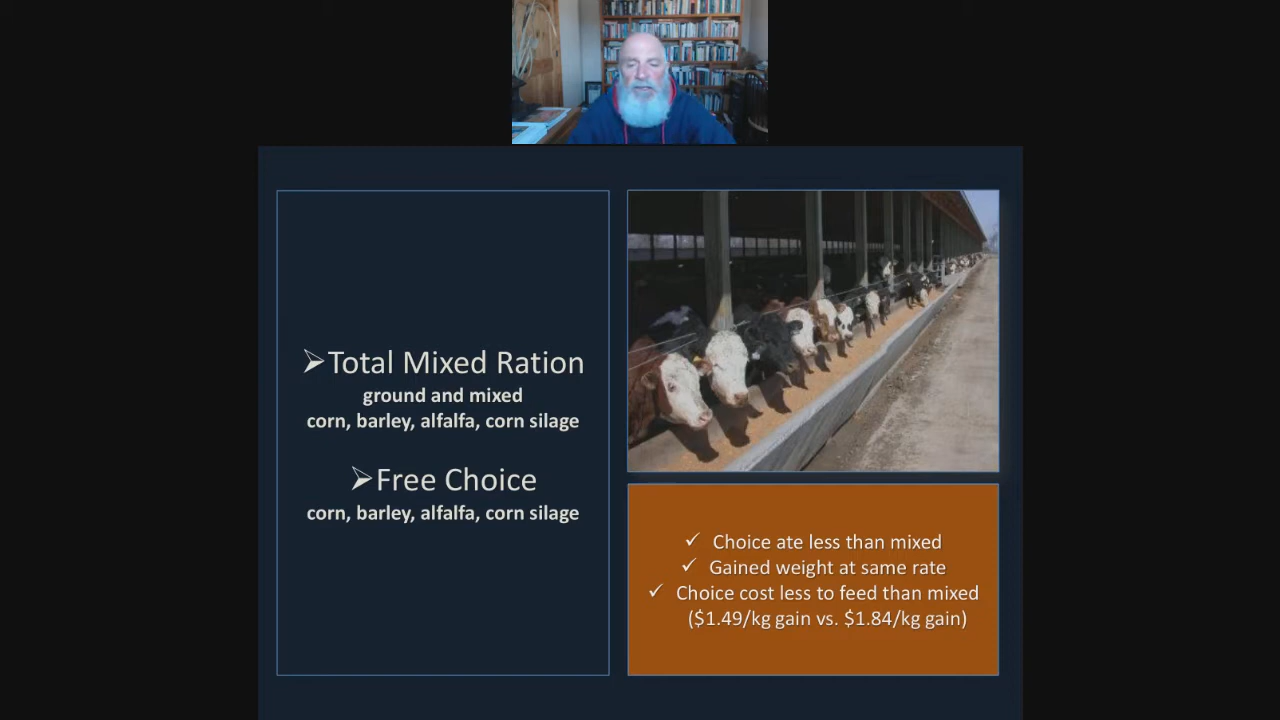 ➢Total Mixed Ration
ground and mixed
corn, barley, alfalfa, corn silage
➢Free Choice
corn, barley, alfalfa, corn silage
✓ Choice ate less than mixed
✓ Gained weight at same rate
✓ Choice cost less to feed than mixed
($1.49/kg gain vs. $1.84/kg gain)